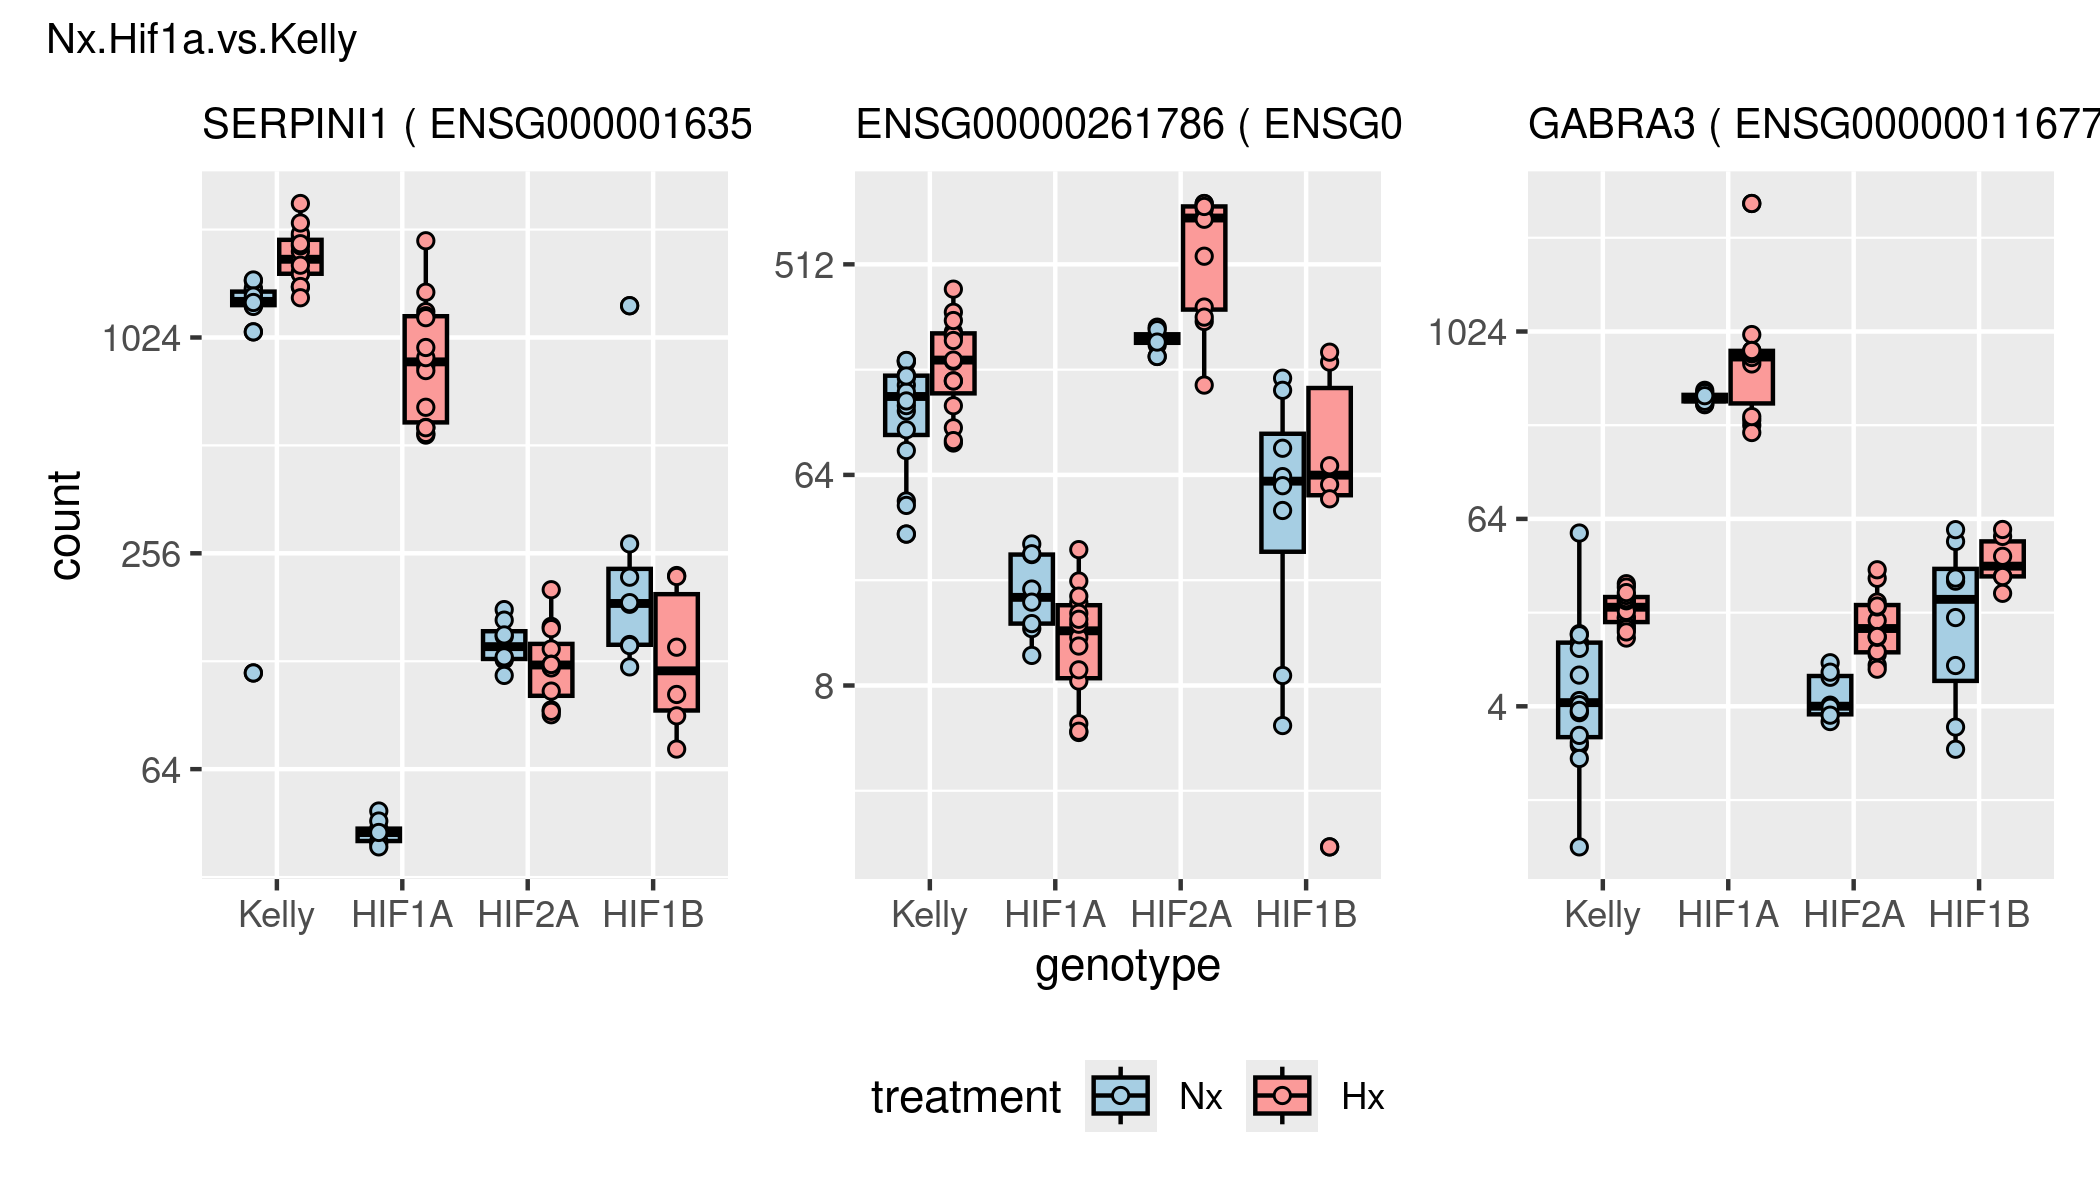 Nx.Hif1a.vs.Kelly
SERPINI1 ( ENSG000001635
ENSG00000261786 ( ENSG0
GABRA3 ( ENSG00000011677
count
1024
256
64
512
64
8
1024
64
4
Kelly HIF1A HIF2A HIF1B
Kelly HIF1A HIF2A HIF1B
Kelly HIF1A HIF2A HIF1B
genotype
treatment Nx Hx